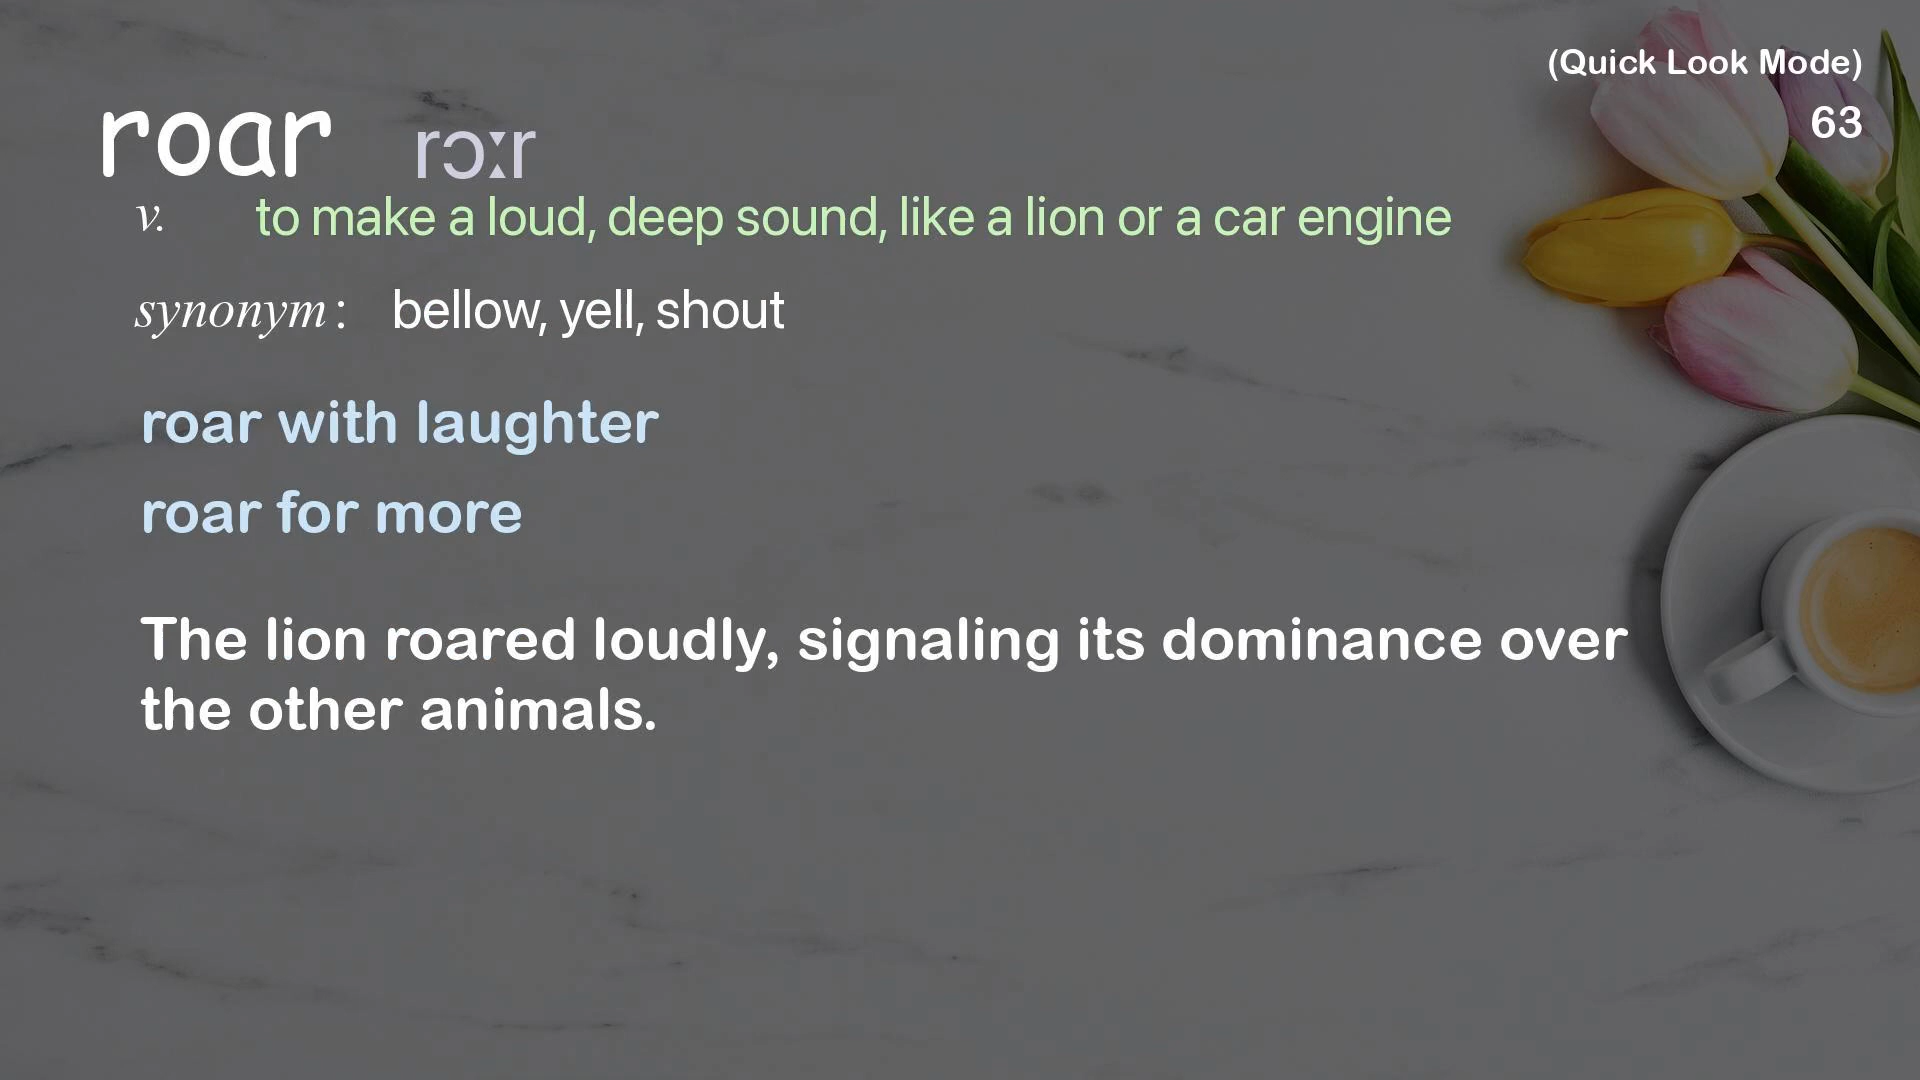 (Quick Look Mode)
63
roar rɔːr
v. to make a loud, deep sound, like a lion or a car engine
synonym: bellow, yell, shout
roar with laughter
roar for more
The lion roared loudly, signaling its dominance over
the other animals.